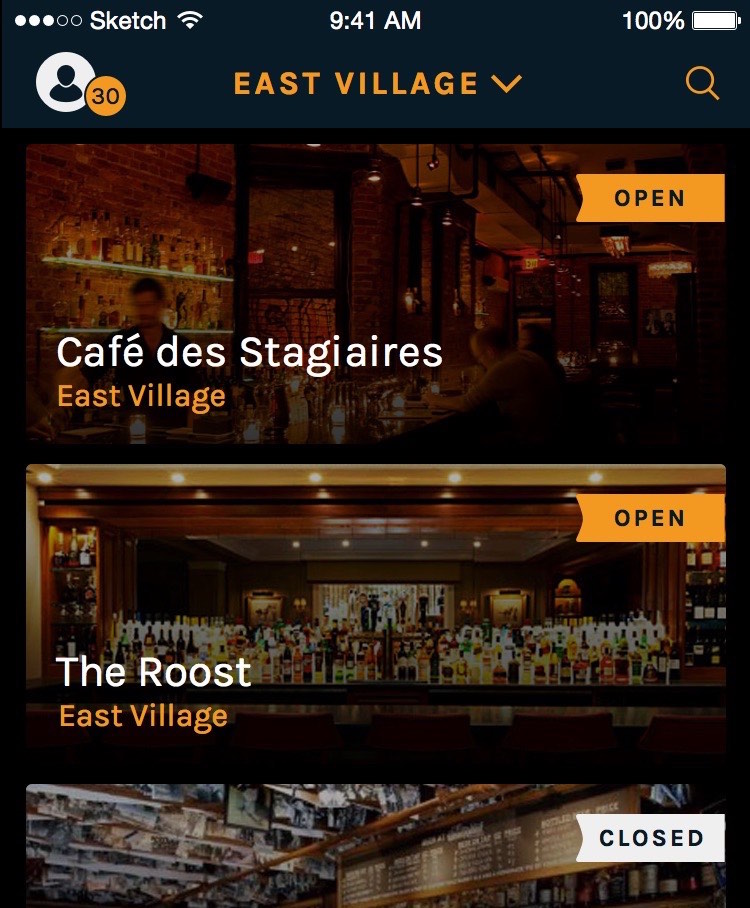 Sketch 9:41 AM 100%
30 EAST VILLAGE
OPEN
Café des Stagiaires
East Village
OPEN
The Roost
East Village
CLOSED